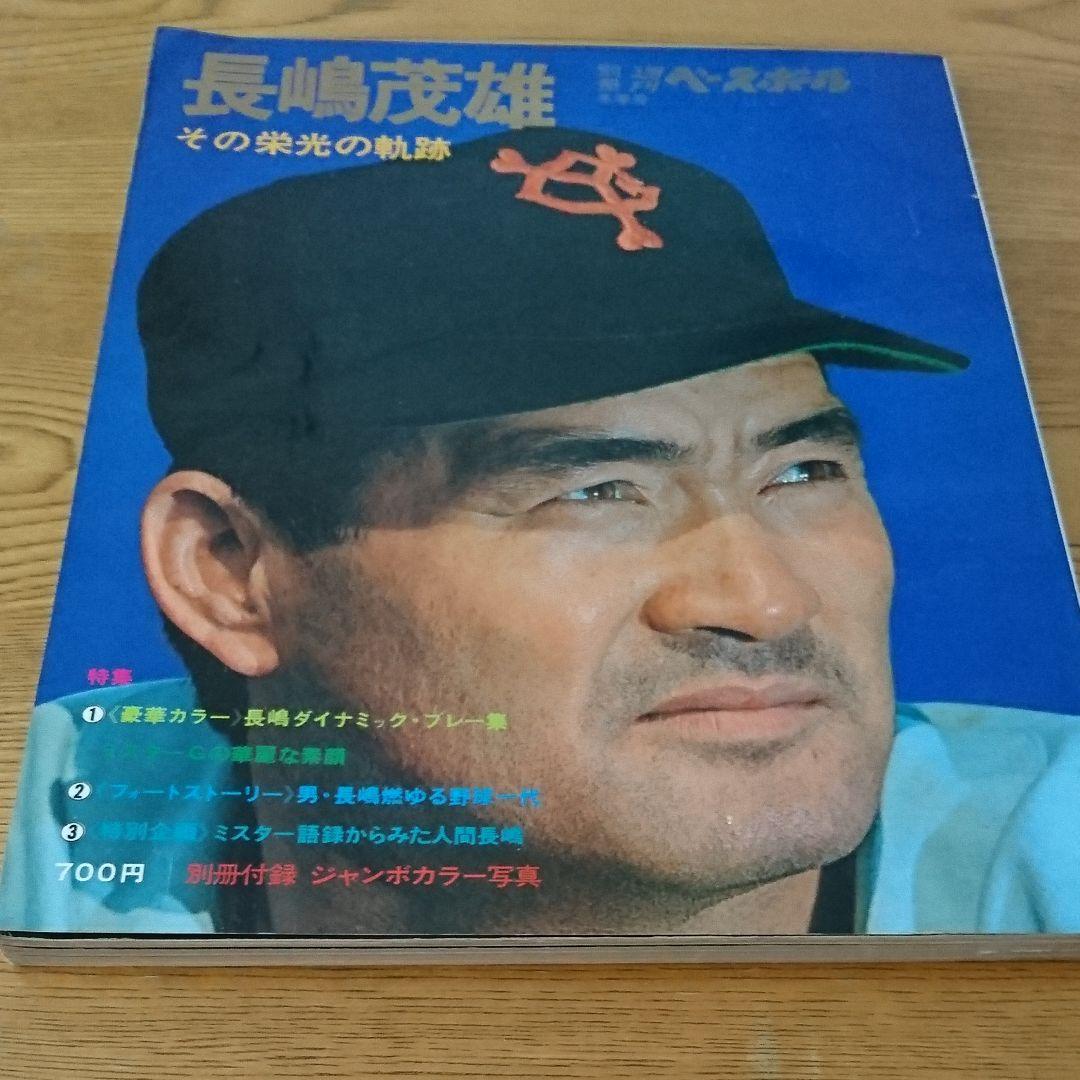 長嶋茂雄
ベースボール
その栄光の軌跡
特集
① 〈豪華カラー〉長嶋ダイナミック・プレー集
ミスターGの華麗な素顔
② 〈フォートストーリー〉男・長嶋燃ゆる野球一代
③ 〈特別企画〉ミスター語録からみた人間長嶋
700円 別冊付録 ジャンボカラー写真